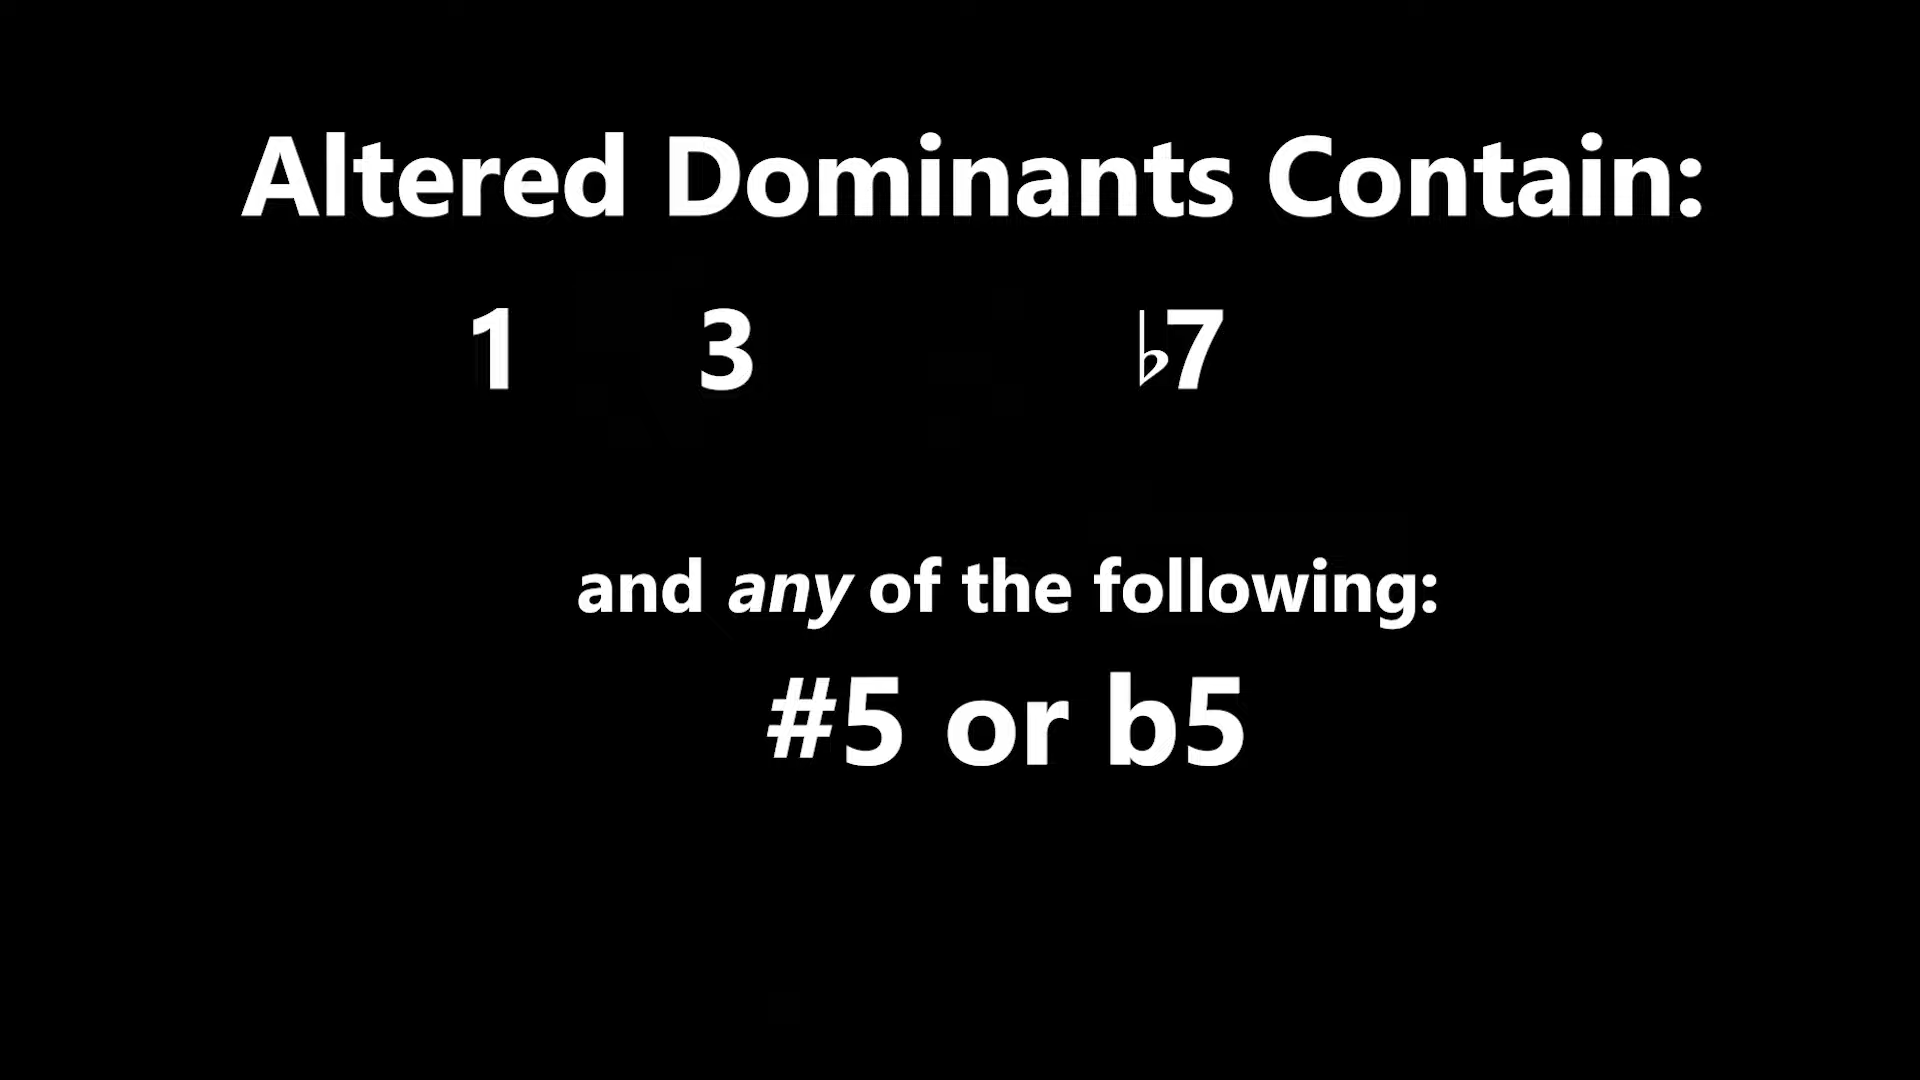 Altered Dominants Contain:
1 3 ♭7
and any of the following:
#5 or b5